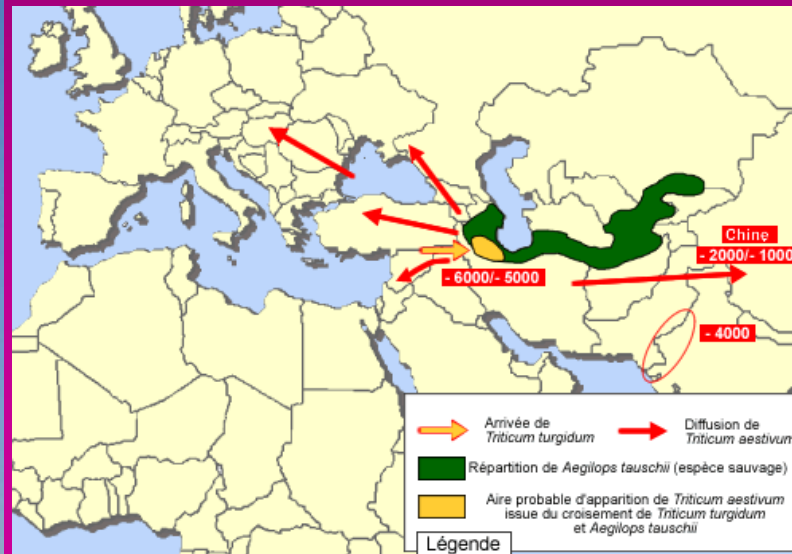 Chine
- 2000/- 1000
- 6000/- 5000
- 4000
Arrivée de
Triticum turgidum
Diffusion de
Triticum aestivum
Répartition de Aegilops tauschii (espèce sauvage)
Aire probable d'apparition de Triticum aestivum
issue du croisement de Triticum turgidum
et Aegilops tauschii
Légende